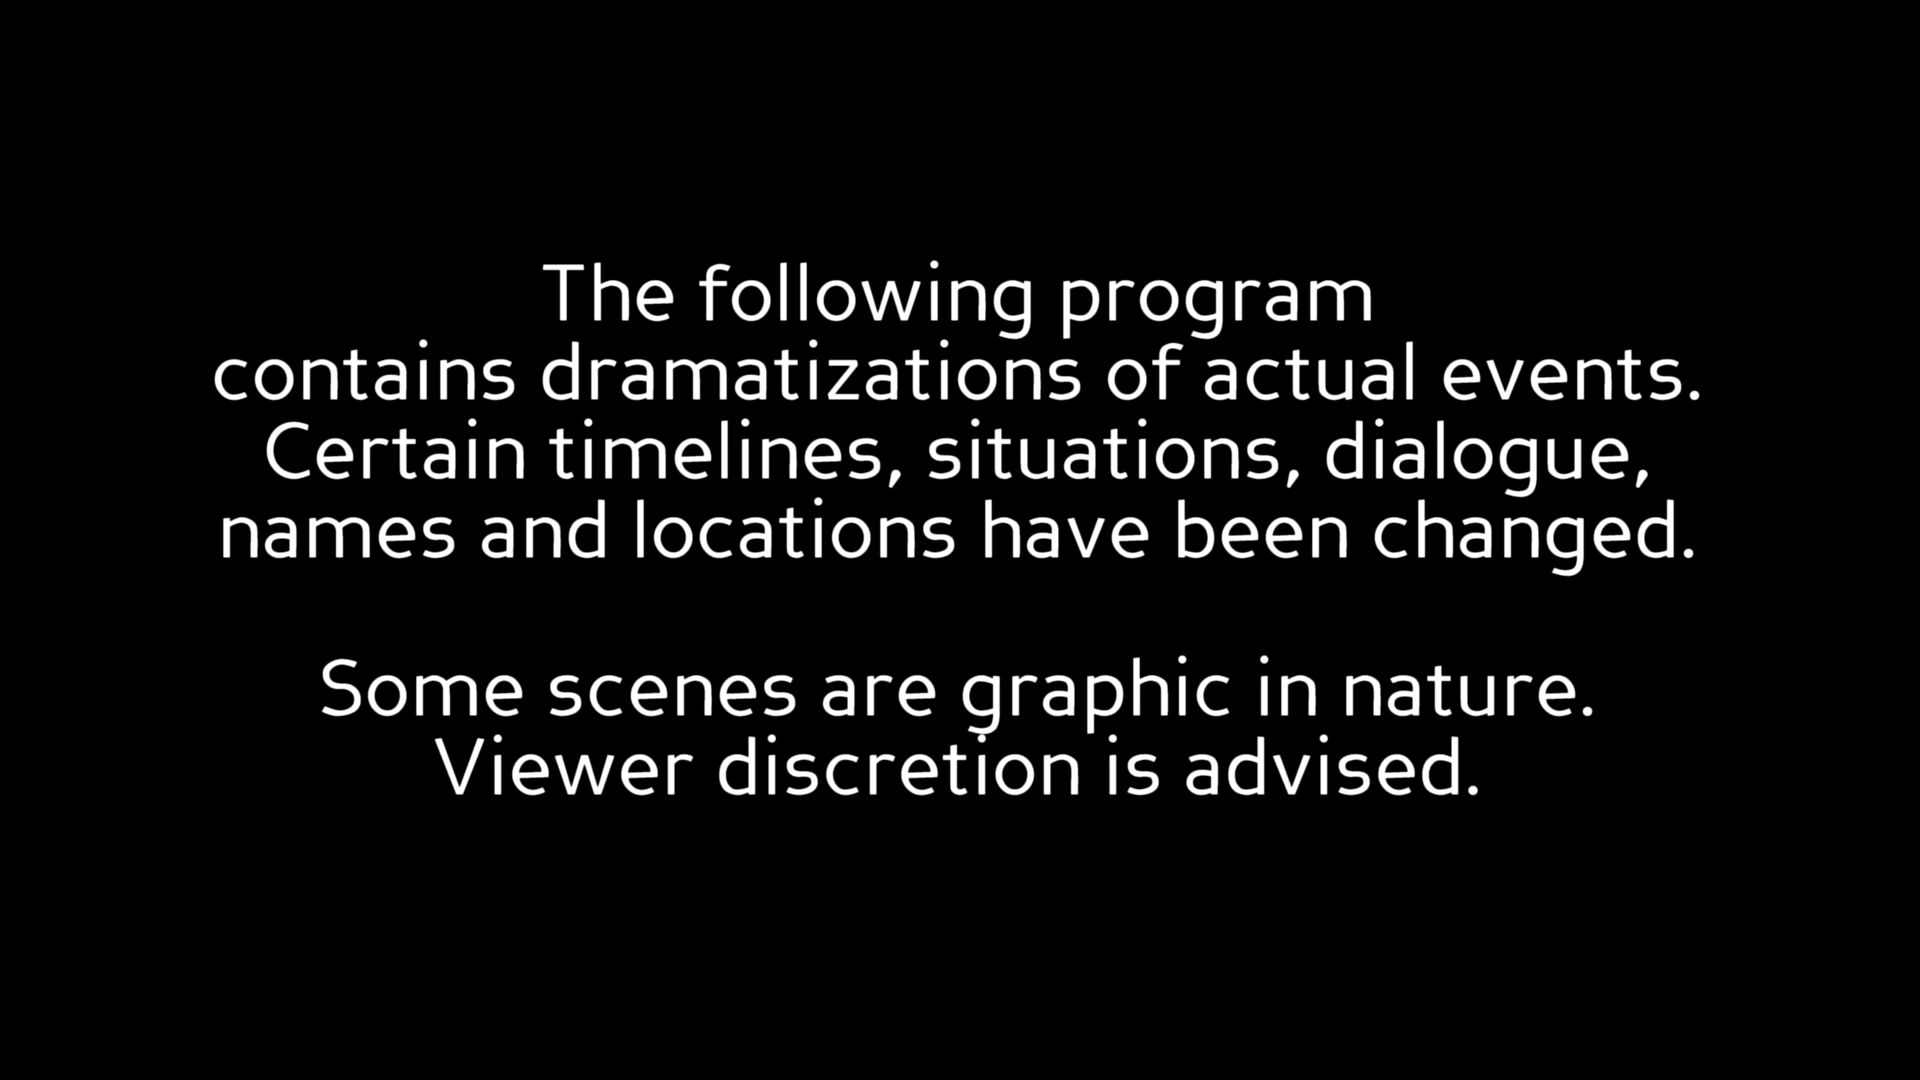 The following program
contains dramatizations of actual events.
Certain timelines, situations, dialogue,
names and locations have been changed.
Some scenes are graphic in nature.
Viewer discretion is advised.